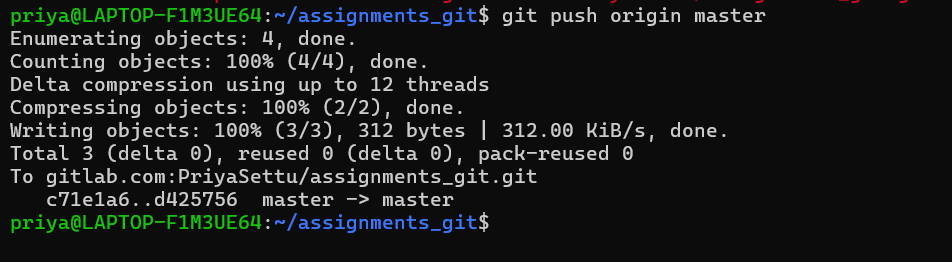 priya@LAPTOP-F1M3UE64:~/assignments_git$ git push origin master
Enumerating objects: 4, done.
Counting objects: 100% (4/4), done.
Delta compression using up to 12 threads
Compressing objects: 100% (2/2), done.
Writing objects: 100% (3/3), 312 bytes | 312.00 KiB/s, done.
Total 3 (delta 0), reused 0 (delta 0), pack-reused 0
To gitlab.com:PriyaSettu/assignments_git.git
   c71e1a6..d425756  master -> master
priya@LAPTOP-F1M3UE64:~/assignments_git$